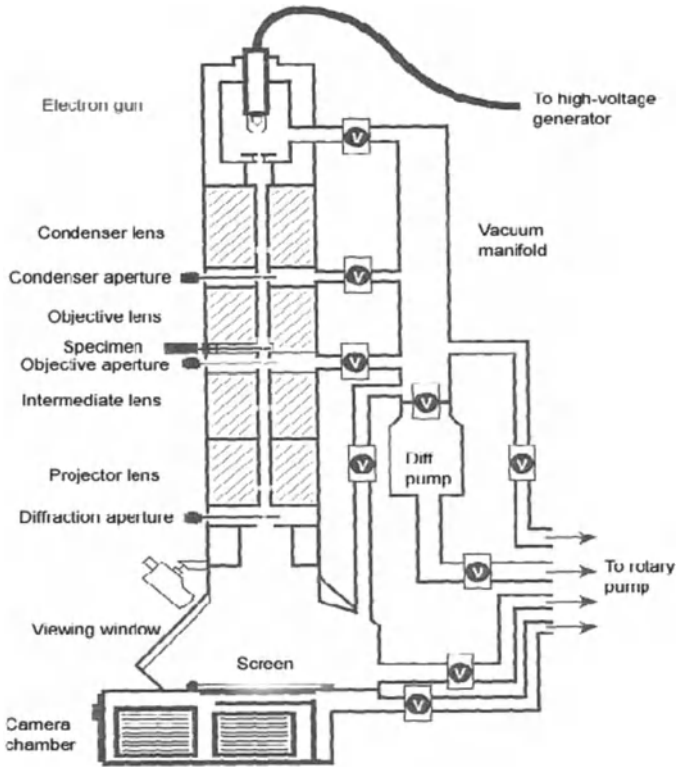 To high-voltage
generator
Electron gun
Vacuum
manifold
Condenser lens
Condenser aperture
Objective lens
Specimen
Objective aperture
Intermediate lens
Projector lens
Diffraction aperture
Diff
pump
To rotary
pump
Viewing window
Screen
Camera
chamber
V
V
V
V
V
V
V
V
V